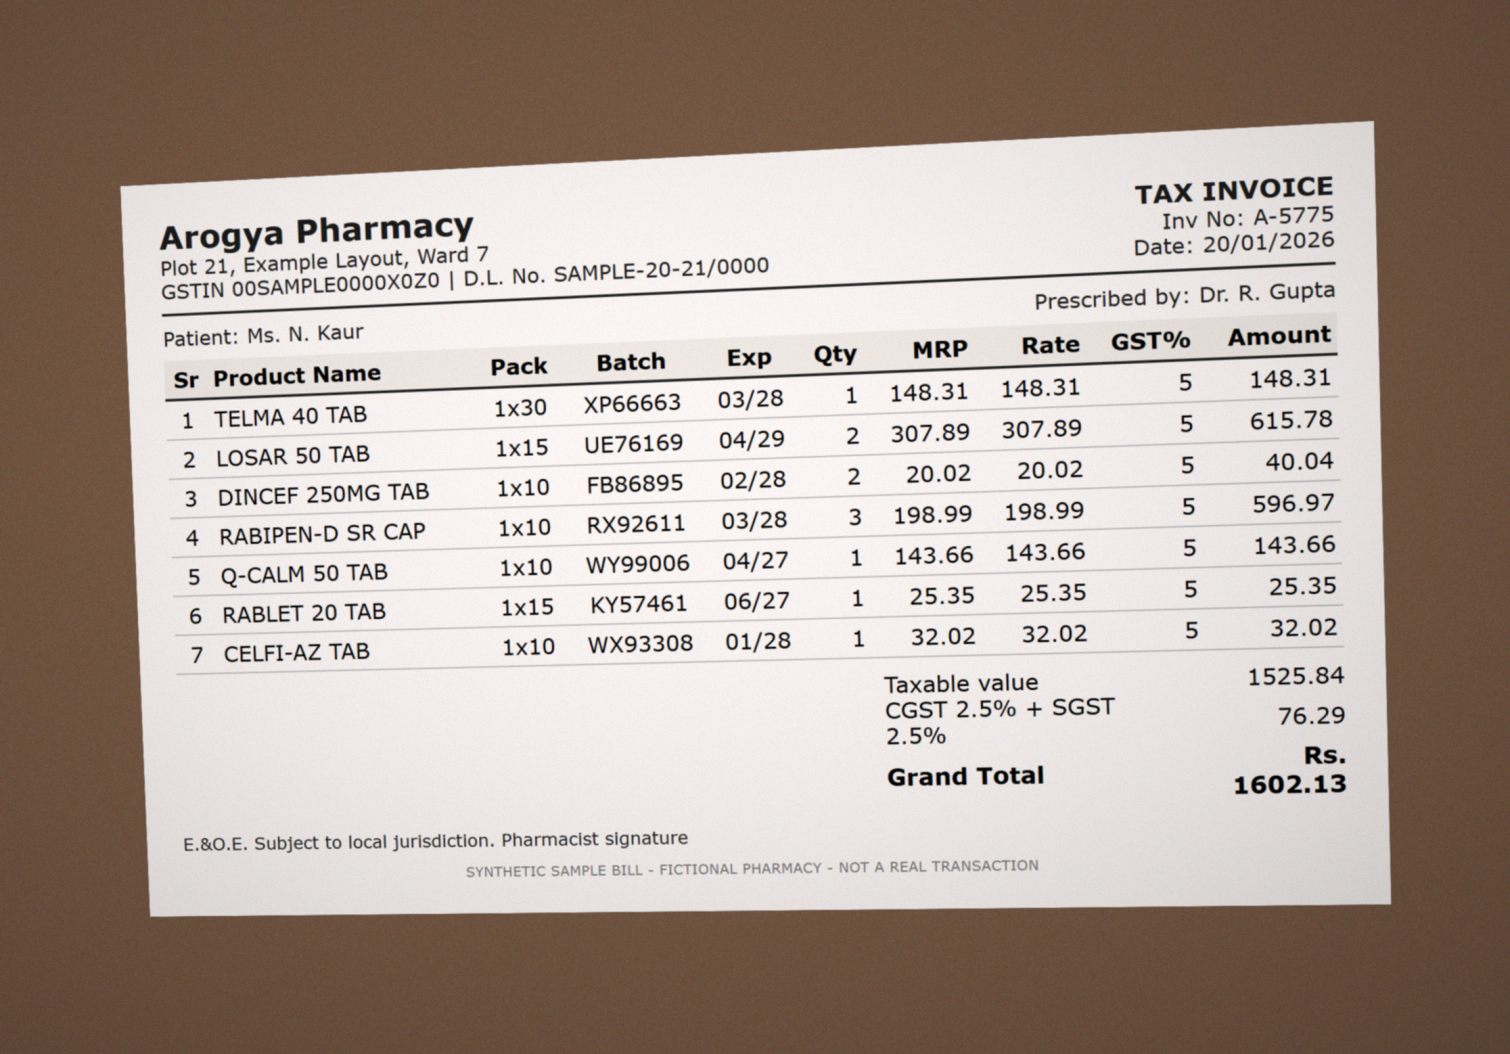 Arogya Pharmacy
Plot 21, Example Layout, Ward 7
GSTIN 00SAMPLE0000X0Z0 | D.L. No. SAMPLE-20-21/0000
TAX INVOICE
Inv No: A-5775
Date: 20/01/2026
Patient: Ms. N. Kaur
Prescribed by: Dr. R. Gupta
Sr Product Name Pack Batch Exp Qty MRP Rate GST% Amount
1 TELMA 40 TAB 1x30 XP66663 03/28 1 148.31 148.31 5 148.31
2 LOSAR 50 TAB 1x15 UE76169 04/29 2 307.89 307.89 5 615.78
3 DINCEF 250MG TAB 1x10 FB86895 02/28 2 20.02 20.02 5 40.04
4 RABIPEN-D SR CAP 1x10 RX92611 03/28 3 198.99 198.99 5 596.97
5 Q-CALM 50 TAB 1x10 WY99006 04/27 1 143.66 143.66 5 143.66
6 RABLET 20 TAB 1x15 KY57461 06/27 1 25.35 25.35 5 25.35
7 CELFI-AZ TAB 1x10 WX93308 01/28 1 32.02 32.02 5 32.02
Taxable value 1525.84
CGST 2.5% + SGST
2.5% 76.29
Grand Total Rs.
1602.13
E.&O.E. Subject to local jurisdiction. Pharmacist signature
SYNTHETIC SAMPLE BILL - FICTIONAL PHARMACY - NOT A REAL TRANSACTION